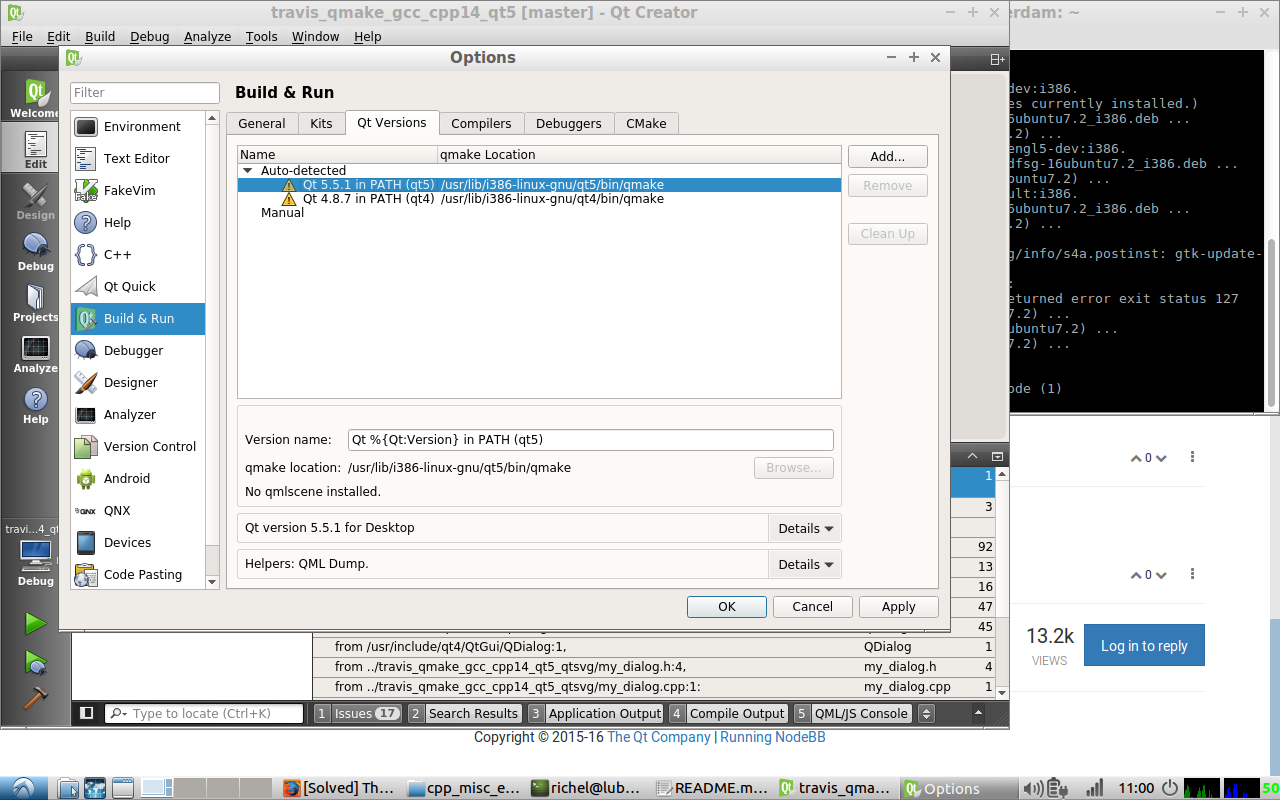 travis_qmake_gcc_cpp14_qt5 [master] - Qt Creator
erdam: ~
File Edit Build Debug Analyze Tools Window Help
Options
Filter
Build & Run
General Kits Qt Versions Compilers Debuggers CMake
Name qmake Location
Auto-detected
Qt 5.5.1 in PATH (qt5) /usr/lib/i386-linux-gnu/qt5/bin/qmake
Qt 4.8.7 in PATH (qt4) /usr/lib/i386-linux-gnu/qt4/bin/qmake
Manual
Add...
Remove
Clean Up
Version name: Qt %{Qt:Version} in PATH (qt5)
qmake location: /usr/lib/i386-linux-gnu/qt5/bin/qmake
Browse...
No qmlscene installed.
Qt version 5.5.1 for Desktop Details
Helpers: QML Dump. Details
OK Cancel Apply
Environment
Text Editor
FakeVim
Help
C++
Qt Quick
Build & Run
Debugger
Designer
Analyzer
Version Control
Android
QNX
Devices
Code Pasting
Qt
Welcome
Edit
Design
Debug
Projects
Analyze
Help
travi...4_qt
Debug
dev:i386.
es currently installed.)
6ubuntu7.2_i386.deb ...
.2) ...
engl5-dev:i386.
dfsg-16ubuntu7.2_i386.deb ...
ubuntu7.2) ...
ult:i386.
6ubuntu7.2_i386.deb ...
.2) ...
g/info/s4a.postinst: gtk-update-
:
eturned error exit status 127
7.2) ...
ubuntu7.2) ...
7.2) ...
ode (1)
1
3
92
13
16
47
45
from /usr/include/qt4/QtGui/QDialog:1, QDialog 1
from ../travis_qmake_gcc_cpp14_qt5_qtsvg/my_dialog.h:4, my_dialog.h 4
from ../travis_qmake_gcc_cpp14_qt5_qtsvg/my_dialog.cpp:1: my_dialog.cpp 1
Type to locate (Ctrl+K) 1 Issues 17 2 Search Results 3 Application Output 4 Compile Output 5 QML/JS Console
0
0
13.2k
VIEWS
Log in to reply
Copyright © 2015-16 The Qt Company | Running NodeBB
[Solved] Th... cpp_misc_e... richel@lub... README.m... travis_qma... Options 11:00 50